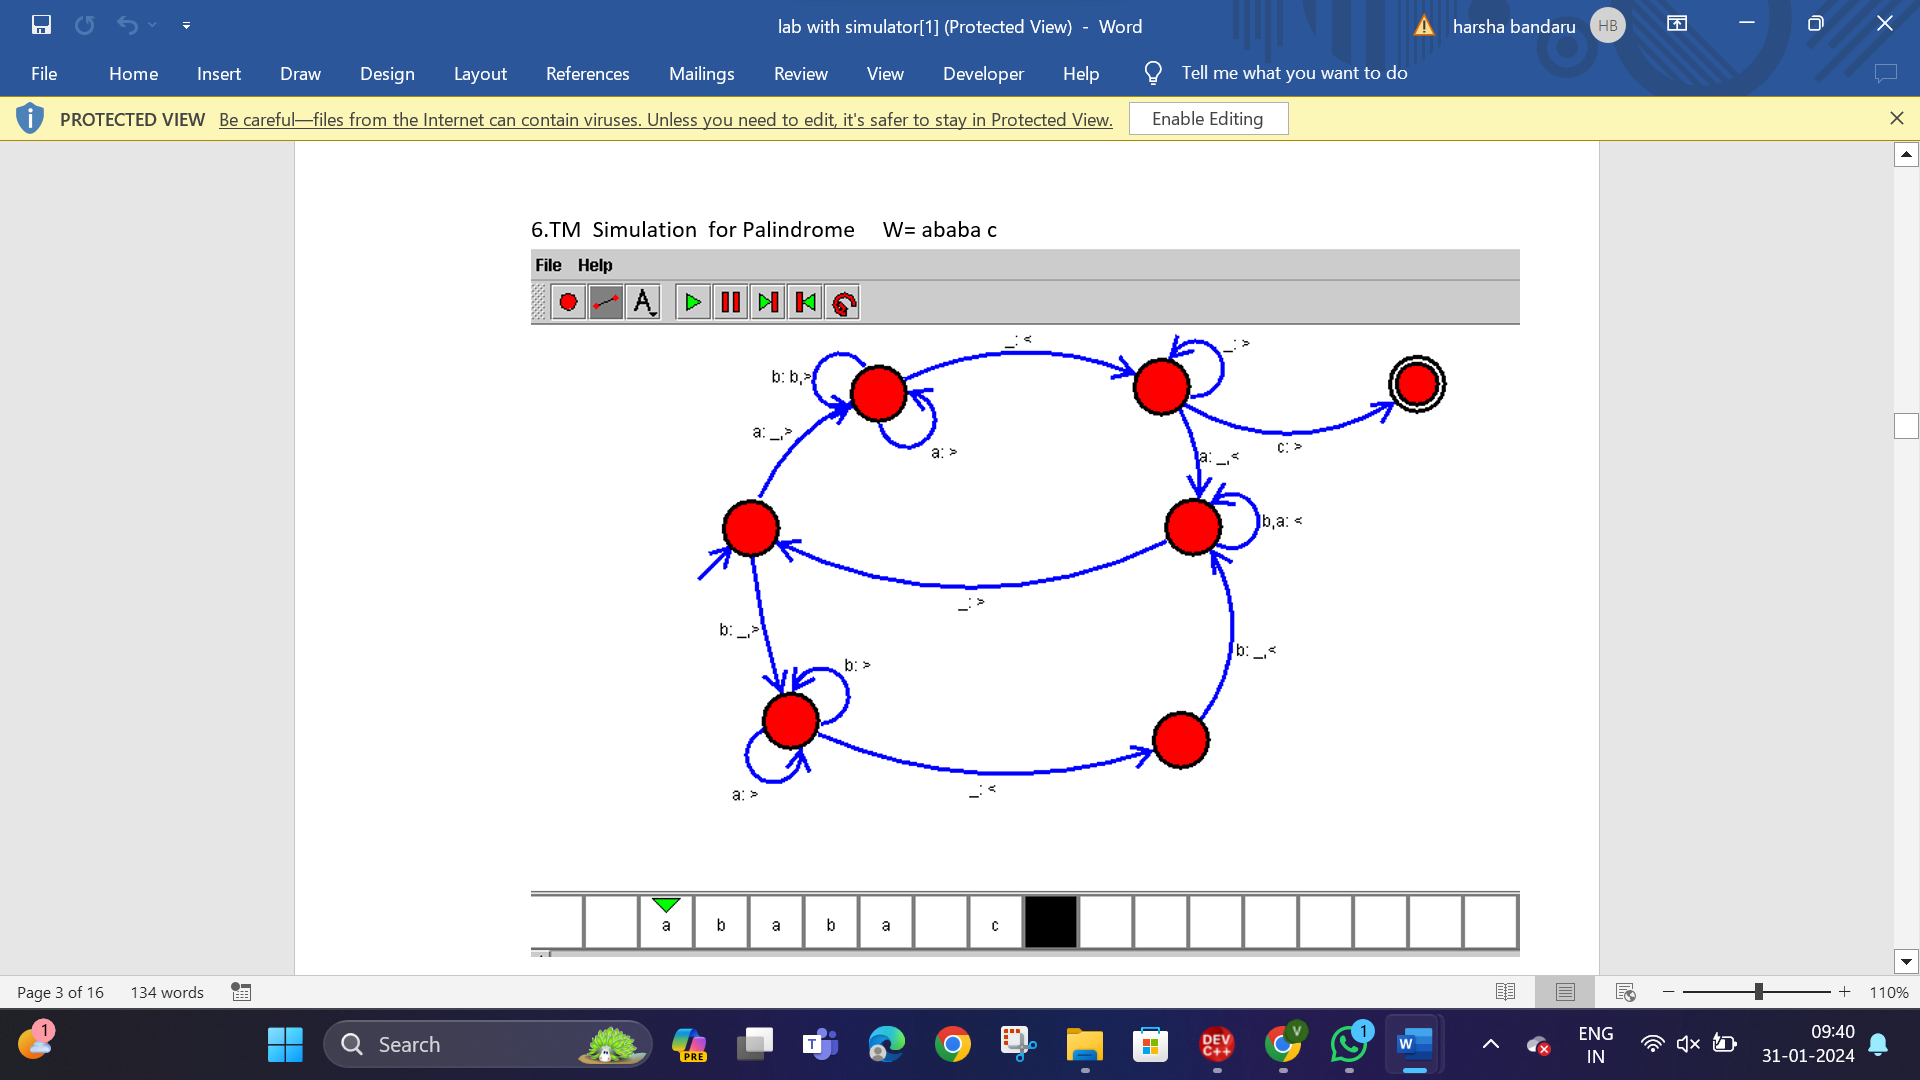 lab with simulator[1] (Protected View) - Word
harsha bandaru
HB
File Home Insert Draw Design Layout References Mailings Review View Developer Help Tell me what you want to do
PROTECTED VIEW Be careful—files from the Internet can contain viruses. Unless you need to edit, it's safer to stay in Protected View. Enable Editing
6.TM Simulation for Palindrome W= ababa c
File Help
A
_: <
_: >
b: b,>
a: _,>
a: >
c: >
a: _,<
b,a: <
_: >
b: _,>
b: >
b: _,<
_: <
a: >
a b a b a c
Page 3 of 16 134 words
110%
1
Search
PRE
T
DEV C++
V
1
W
ENG
IN
09:40
31-01-2024